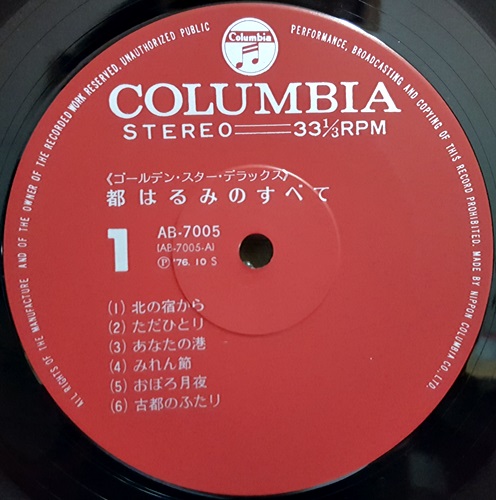 Columbia
COLUMBIA
STEREO 33⅓RPM
《ゴールデン・スター・デラックス》
都はるみのすべて
1
AB-7005
(AB-7005-A)
Ⓟ '76. 10 S
(1) 北の宿から
(2) ただひとり
(3) あなたの港
(4) みれん節
(5) おぼろ月夜
(6) 古都のふたり
ALL RIGHTS OF THE MANUFACTURE AND OF THE OWNER OF THE RECORDED WORK RESERVED, UNAUTHORIZED PUBLIC PERFORMANCE, BROADCASTING AND COPYING OF THIS RECORD PROHIBITED. MADE BY NIPPON COLUMBIA CO., LTD.